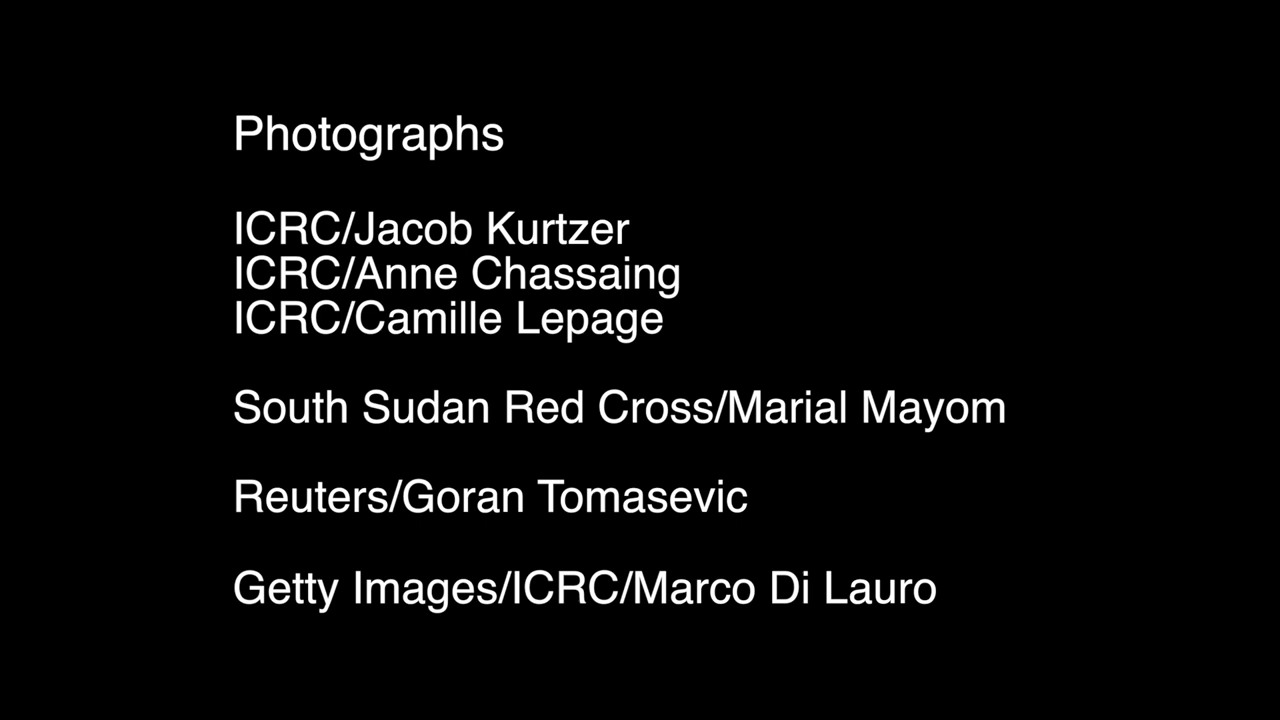 Photographs
ICRC/Jacob Kurtzer
ICRC/Anne Chassaing
ICRC/Camille Lepage
South Sudan Red Cross/Marial Mayom
Reuters/Goran Tomasevic
Getty Images/ICRC/Marco Di Lauro